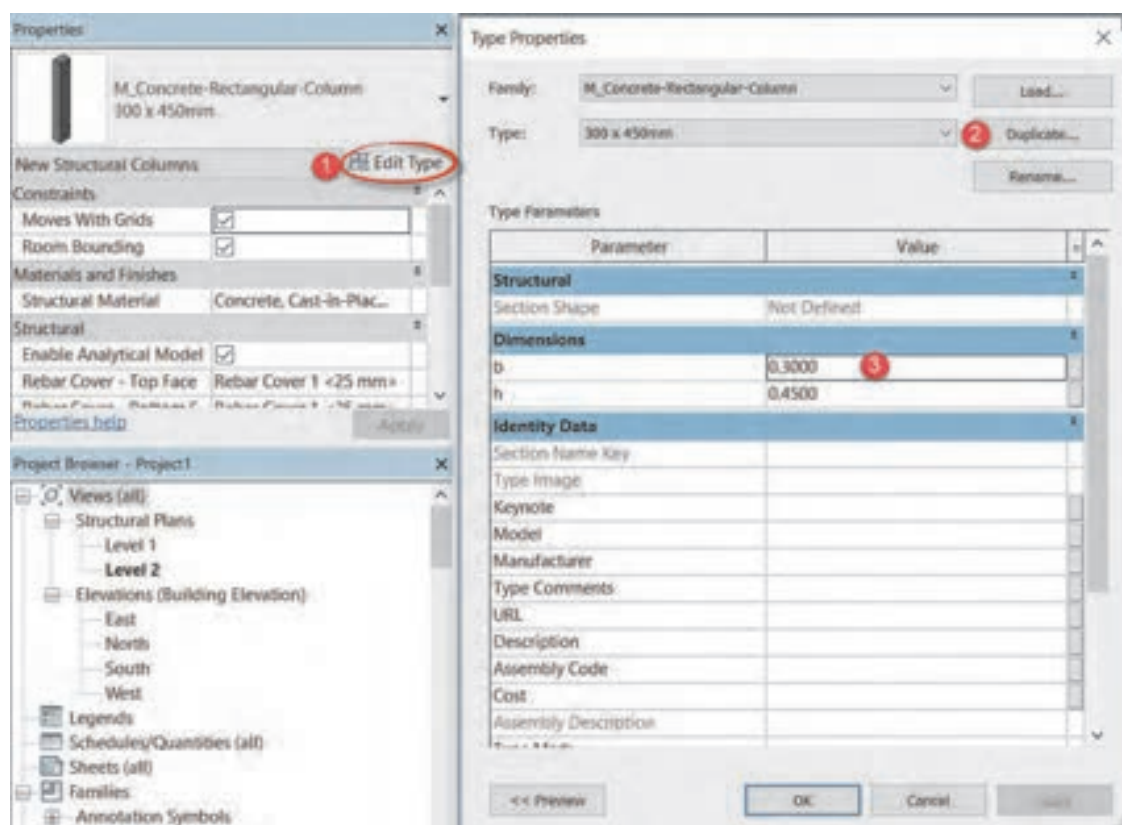 Properties
M_Concrete-Rectangular-Column
300 x 450mm
New Structural Columns
1
Edit Type
Constraints
Moves With Grids
Room Bounding
Materials and Finishes
Structural Material Concrete, Cast-in-Plac...
Structural
Enable Analytical Model
Rebar Cover - Top Face Rebar Cover 1 <25 mm>
Properties help
Apply
Project Browser - Project1
Views (all)
Structural Plans
Level 1
Level 2
Elevations (Building Elevation)
East
North
South
West
Legends
Schedules/Quantities (all)
Sheets (all)
Families
Annotation Symbols
Type Properties
Family: M_Concrete-Rectangular-Column Load...
Type: 300 x 450mm 2 Duplicate...
Rename...
Type Parameters
Parameter Value
Structural
Section Shape Not Defined
Dimensions
b 0.3000 3
h 0.4500
Identity Data
Section Name Key
Type Image
Keynote
Model
Manufacturer
Type Comments
URL
Description
Assembly Code
Cost
Assembly Description
<< Preview OK Cancel